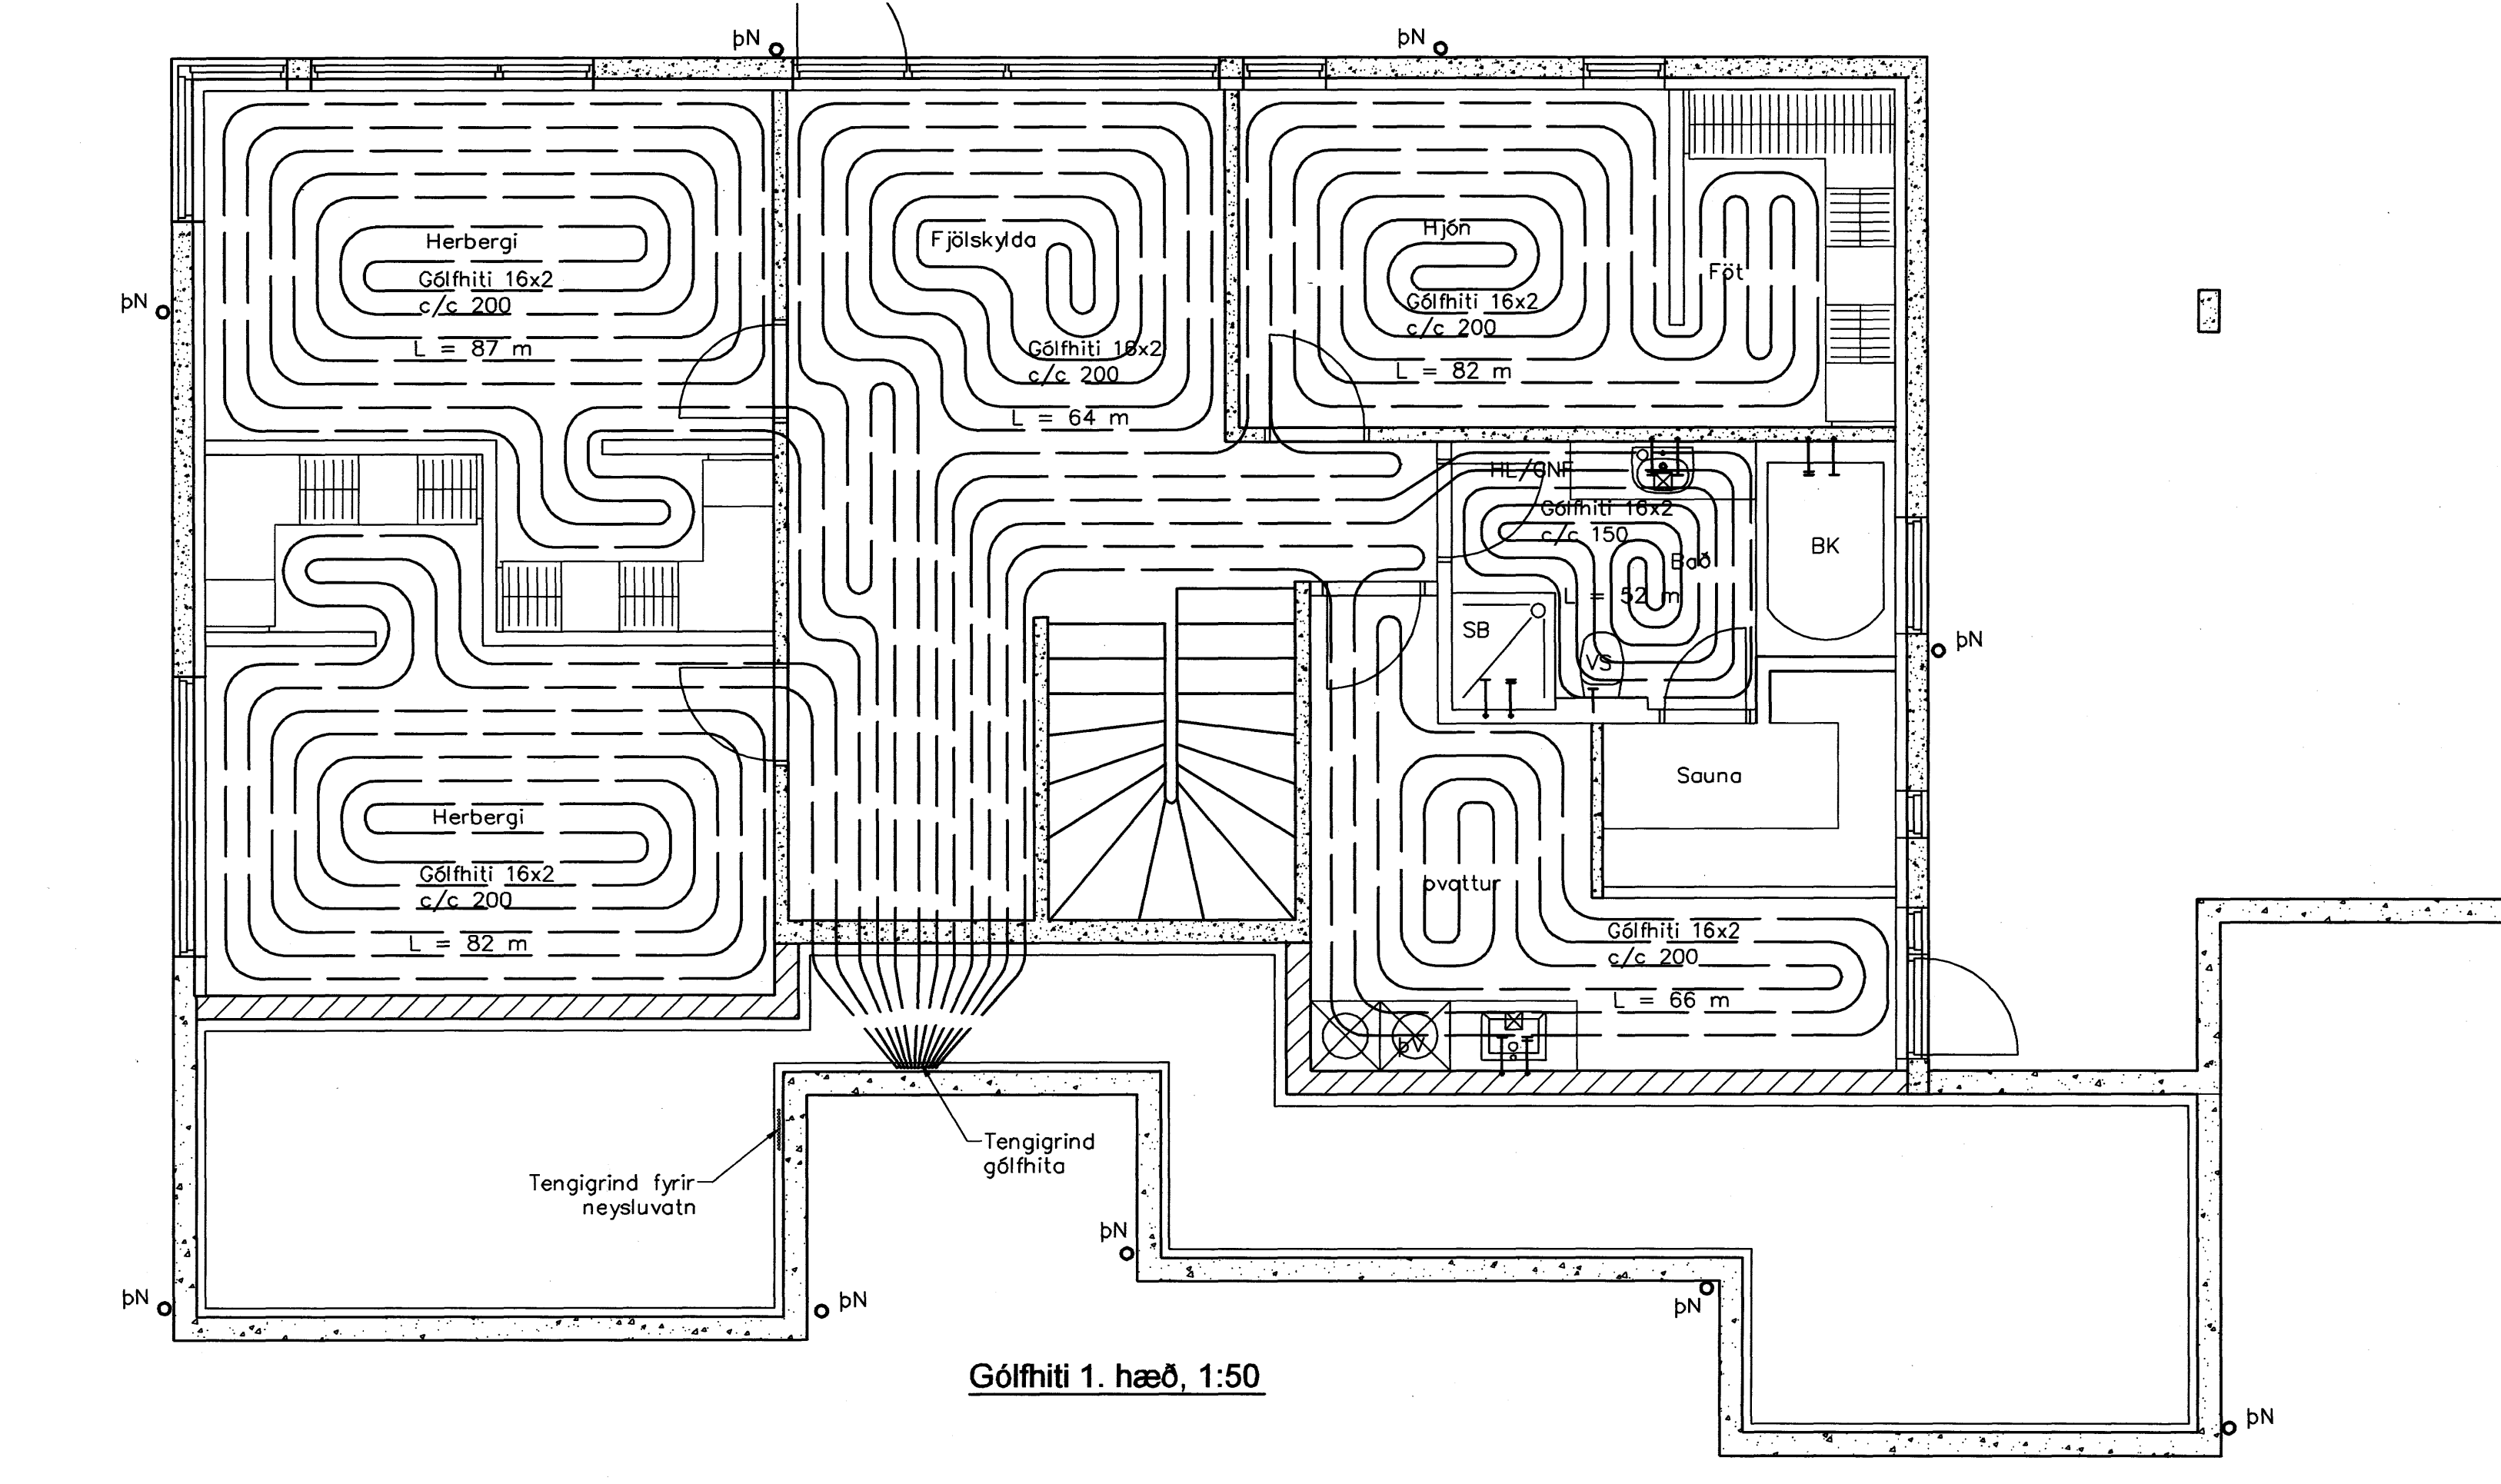 þN
þN
Herbergi
Gólfhiti 16x2
c/c 200
L = 87 m
Fjölskylda
Gólfhiti 16x2
c/c 200
L = 64 m
Hjón
Gólfhiti 16x2
c/c 200
L = 82 m
Föt
þN
HL/GNF
Gólfhiti 16x2
c/c 150
Bað
L = 52 m
BK
SB
VS
þN
Sauna
Herbergi
Gólfhiti 16x2
c/c 200
L = 82 m
þvottur
Gólfhiti 16x2
c/c 200
L = 66 m
þV
Tengigrind
gólfhita
Tengigrind fyrir
neysluvatn
þN
þN
þN
þN
þN
Gólfhiti 1. hæð, 1:50